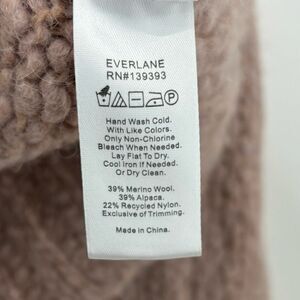 EVERLANE
RN#139393
P
Hand Wash Cold.
With Like Colors.
Only Non-Chlorine
Bleach When Needed.
Lay Flat To Dry.
Cool Iron If Needed.
Or Dry Clean.
39% Merino Wool.
39% Alpaca.
22% Recycled Nylon.
Exclusive of Trimming.
Made in China.